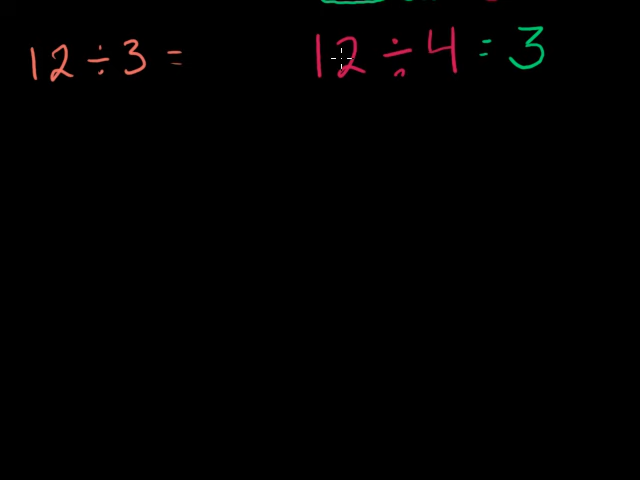 12 ÷ 3 =
12 ÷ 4 = 3